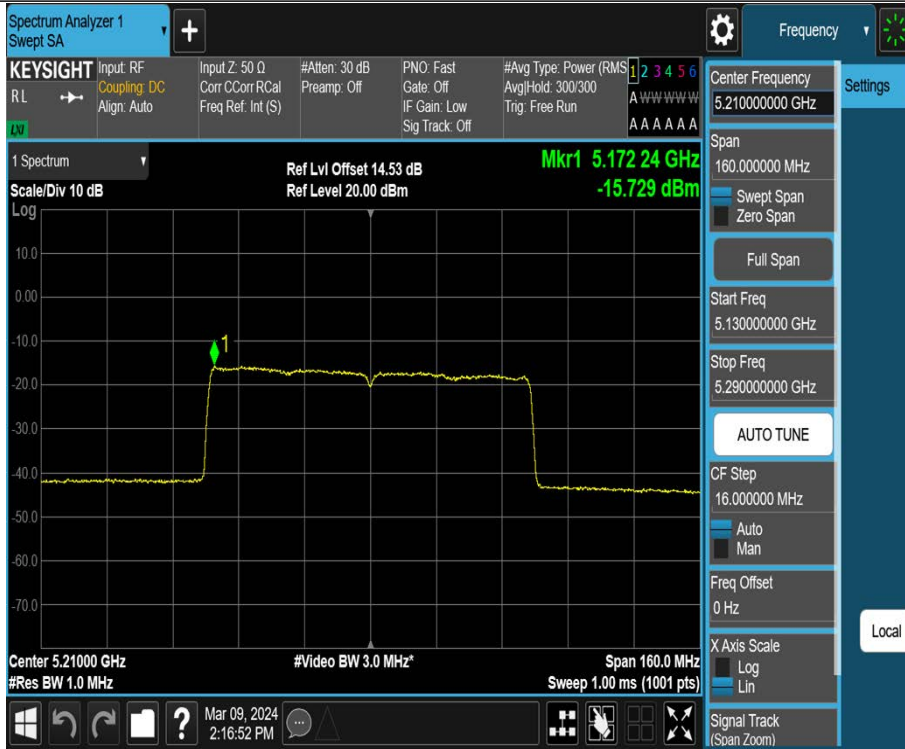 Spectrum Analyzer 1
Swept SA
+
Frequency
KEYSIGHT
R L
LXI
Input: RF
Coupling: DC
Align: Auto
Input Z: 50 Ω
Corr CCorr RCal
Freq Ref: Int (S)
#Atten: 30 dB
Preamp: Off
PNO: Fast
Gate: Off
IF Gain: Low
Sig Track: Off
#Avg Type: Power (RMS
Avg|Hold: 300/300
Trig: Free Run
1 2 3 4 5 6
A W W W W W
A A A A A A
1 Spectrum
Scale/Div 10 dB
Log
Ref Lvl Offset 14.53 dB
Ref Level 20.00 dBm
Mkr1 5.172 24 GHz
-15.729 dBm
10.0
0.00
-10.0
-20.0
-30.0
-40.0
-50.0
-60.0
-70.0
1
Center 5.21000 GHz
#Res BW 1.0 MHz
#Video BW 3.0 MHz*
Span 160.0 MHz
Sweep 1.00 ms (1001 pts)
Mar 09, 2024
2:16:52 PM
?
Center Frequency
5.210000000 GHz
Settings
Span
160.000000 MHz
Swept Span
Zero Span
Full Span
Start Freq
5.130000000 GHz
Stop Freq
5.290000000 GHz
AUTO TUNE
CF Step
16.000000 MHz
Auto
Man
Freq Offset
0 Hz
Local
X Axis Scale
Log
Lin
Signal Track
(Span Zoom)